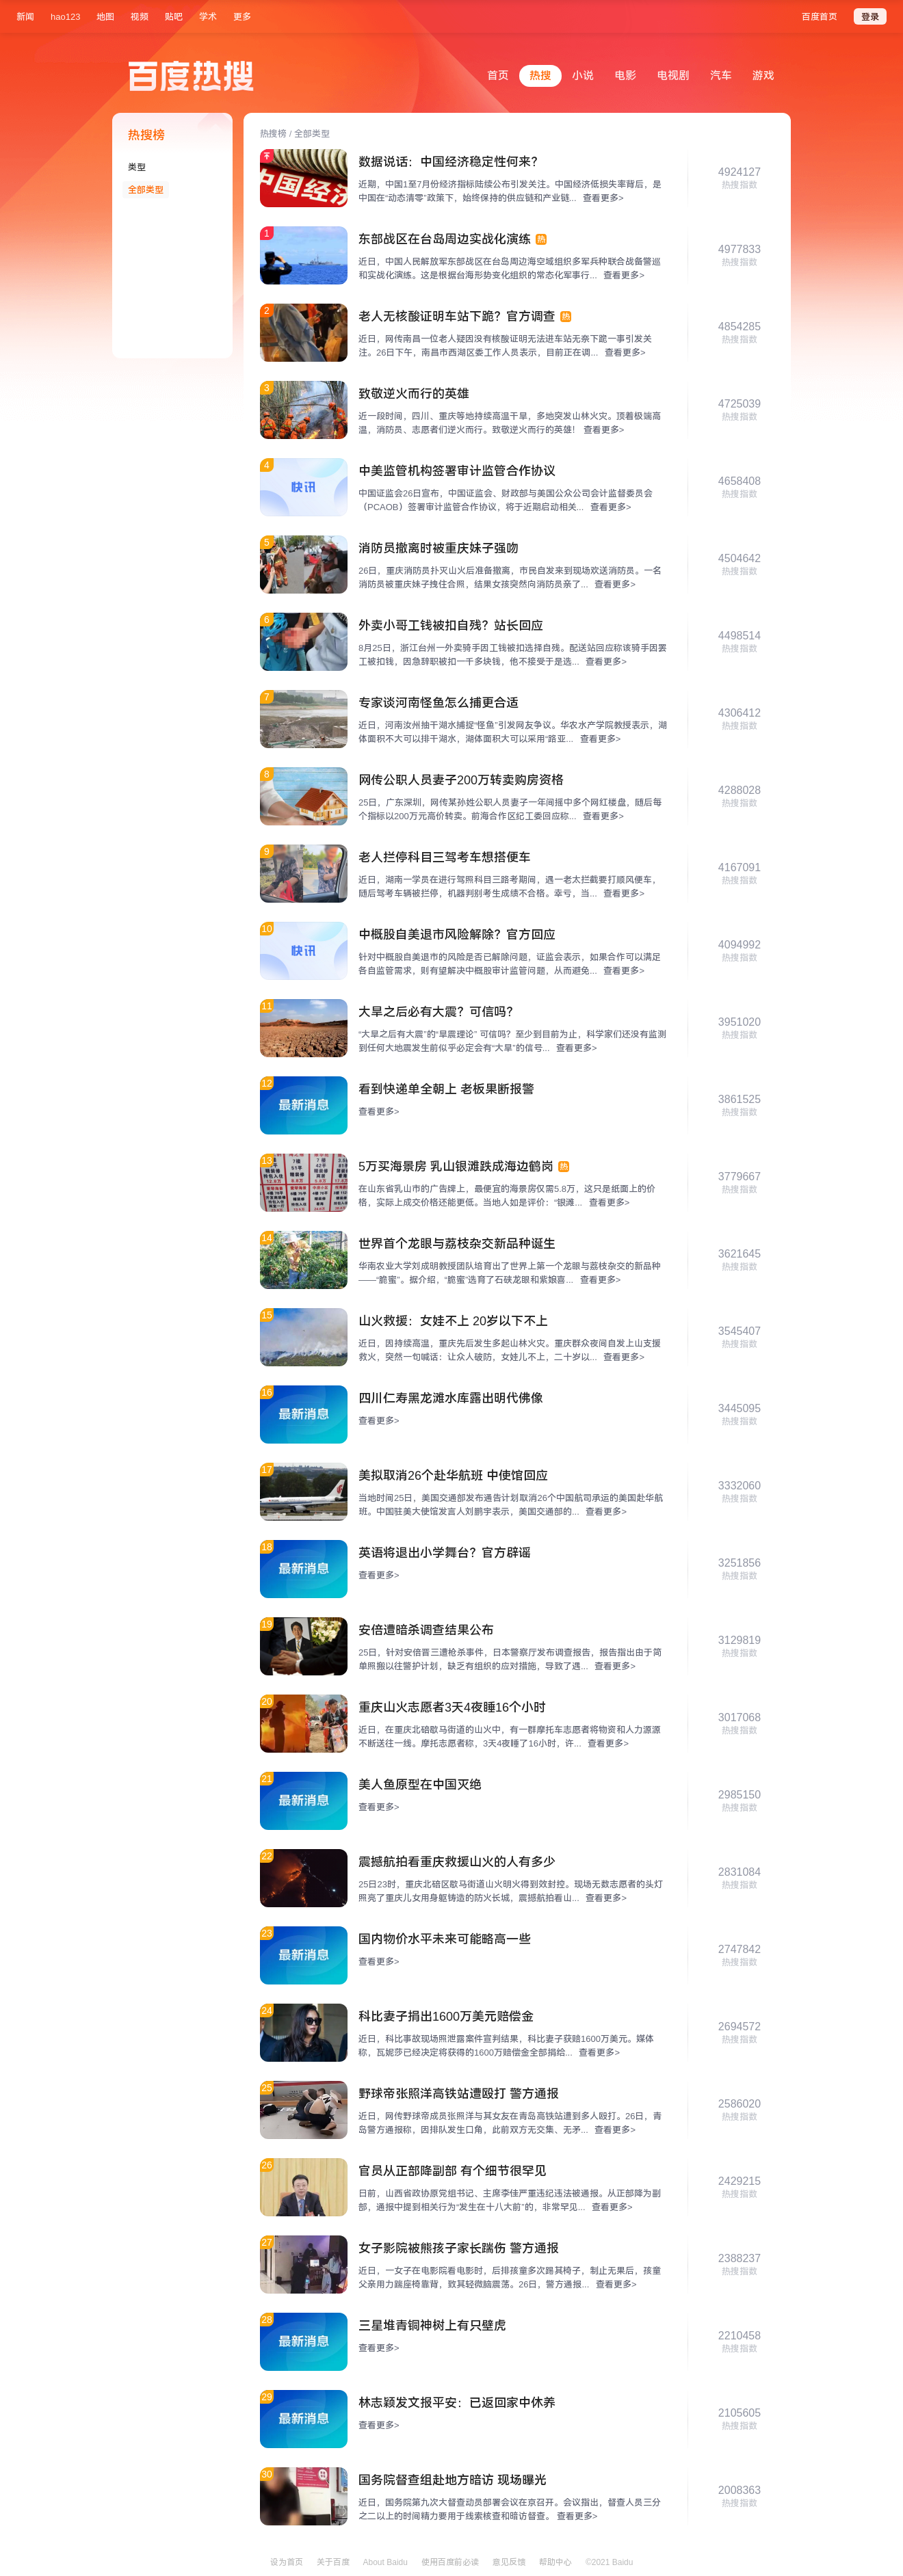 新闻 hao123 地图 视频 贴吧 学术 更多 百度首页 登录
百度热搜
首页 热搜 小说 电影 电视剧 汽车 游戏
热搜榜
类型
全部类型
热搜榜 / 全部类型
中国经济
数据说话：中国经济稳定性何来？
近期，中国1至7月份经济指标陆续公布引发关注。中国经济低损失率背后，是
中国在“动态清零”政策下，始终保持的供应链和产业链... 查看更多>
4924127
热搜指数
1
东部战区在台岛周边实战化演练 热
近日，中国人民解放军东部战区在台岛周边海空域组织多军兵种联合战备警巡
和实战化演练。这是根据台海形势变化组织的常态化军事行... 查看更多>
4977833
热搜指数
2
老人无核酸证明车站下跪？官方调查 热
近日，网传南昌一位老人疑因没有核酸证明无法进车站无奈下跪一事引发关
注。26日下午，南昌市西湖区委工作人员表示，目前正在调... 查看更多>
4854285
热搜指数
3
致敬逆火而行的英雄
近一段时间，四川、重庆等地持续高温干旱，多地突发山林火灾。顶着极端高
温，消防员、志愿者们逆火而行。致敬逆火而行的英雄！ 查看更多>
4725039
热搜指数
4
快讯
中美监管机构签署审计监管合作协议
中国证监会26日宣布，中国证监会、财政部与美国公众公司会计监督委员会
（PCAOB）签署审计监管合作协议，将于近期启动相关... 查看更多>
4658408
热搜指数
5
消防员撤离时被重庆妹子强吻
26日，重庆消防员扑灭山火后准备撤离，市民自发来到现场欢送消防员。一名
消防员被重庆妹子拽住合照，结果女孩突然向消防员亲了... 查看更多>
4504642
热搜指数
6
外卖小哥工钱被扣自残？站长回应
8月25日，浙江台州一外卖骑手因工钱被扣选择自残。配送站回应称该骑手因罢
工被扣钱，因急辞职被扣一千多块钱，他不接受于是选... 查看更多>
4498514
热搜指数
7
专家谈河南怪鱼怎么捕更合适
近日，河南汝州抽干湖水捕捉“怪鱼”引发网友争议。华农水产学院教授表示，湖
体面积不大可以排干湖水，湖体面积大可以采用“路亚... 查看更多>
4306412
热搜指数
8
网传公职人员妻子200万转卖购房资格
25日，广东深圳，网传某孙姓公职人员妻子一年间摇中多个网红楼盘，随后每
个指标以200万元高价转卖。前海合作区纪工委回应称... 查看更多>
4288028
热搜指数
9
老人拦停科目三驾考车想搭便车
近日，湖南一学员在进行驾照科目三路考期间，遇一老太拦截要打顺风便车，
随后驾考车辆被拦停，机器判别考生成绩不合格。幸亏，当... 查看更多>
4167091
热搜指数
10
快讯
中概股自美退市风险解除？官方回应
针对中概股自美退市的风险是否已解除问题，证监会表示，如果合作可以满足
各自监管需求，则有望解决中概股审计监管问题，从而避免... 查看更多>
4094992
热搜指数
11
大旱之后必有大震？可信吗？
“大旱之后有大震”的“旱震理论” 可信吗？至少到目前为止，科学家们还没有监测
到任何大地震发生前似乎必定会有“大旱”的信号... 查看更多>
3951020
热搜指数
12
最新消息
看到快递单全朝上 老板果断报警
查看更多>
3861525
热搜指数
13
5万买海景房 乳山银滩跌成海边鹤岗 热
在山东省乳山市的广告牌上，最便宜的海景房仅需5.8万，这只是纸面上的价
格，实际上成交价格还能更低。当地人如是评价：“银滩... 查看更多>
3779667
热搜指数
14
世界首个龙眼与荔枝杂交新品种诞生
华南农业大学刘成明教授团队培育出了世界上第一个龙眼与荔枝杂交的新品种
——“脆蜜”。据介绍，“脆蜜”选育了石硖龙眼和紫娘喜... 查看更多>
3621645
热搜指数
15
山火救援：女娃不上 20岁以下不上
近日，因持续高温，重庆先后发生多起山林火灾。重庆群众夜间自发上山支援
救火，突然一句喊话：让众人破防，女娃儿不上，二十岁以... 查看更多>
3545407
热搜指数
16
最新消息
四川仁寿黑龙滩水库露出明代佛像
查看更多>
3445095
热搜指数
17
美拟取消26个赴华航班 中使馆回应
当地时间25日，美国交通部发布通告计划取消26个中国航司承运的美国赴华航
班。中国驻美大使馆发言人刘鹏宇表示，美国交通部的... 查看更多>
3332060
热搜指数
18
最新消息
英语将退出小学舞台？官方辟谣
查看更多>
3251856
热搜指数
19
安倍遭暗杀调查结果公布
25日，针对安倍晋三遭枪杀事件，日本警察厅发布调查报告，报告指出由于简
单照搬以往警护计划，缺乏有组织的应对措施，导致了遇... 查看更多>
3129819
热搜指数
20
重庆山火志愿者3天4夜睡16个小时
近日，在重庆北碚歇马街道的山火中，有一群摩托车志愿者将物资和人力源源
不断送往一线。摩托志愿者称，3天4夜睡了16小时，许... 查看更多>
3017068
热搜指数
21
最新消息
美人鱼原型在中国灭绝
查看更多>
2985150
热搜指数
22
震撼航拍看重庆救援山火的人有多少
25日23时，重庆北碚区歇马街道山火明火得到效封控。现场无数志愿者的头灯
照亮了重庆儿女用身躯铸造的防火长城，震撼航拍看山... 查看更多>
2831084
热搜指数
23
最新消息
国内物价水平未来可能略高一些
查看更多>
2747842
热搜指数
24
科比妻子捐出1600万美元赔偿金
近日，科比事故现场照泄露案件宣判结果，科比妻子获赔1600万美元。媒体
称，瓦妮莎已经决定将获得的1600万赔偿金全部捐给... 查看更多>
2694572
热搜指数
25
野球帝张照洋高铁站遭殴打 警方通报
近日，网传野球帝成员张照洋与其女友在青岛高铁站遭到多人殴打。26日，青
岛警方通报称，因排队发生口角，此前双方无交集、无矛... 查看更多>
2586020
热搜指数
26
官员从正部降副部 有个细节很罕见
日前，山西省政协原党组书记、主席李佳严重违纪违法被通报。从正部降为副
部，通报中提到相关行为“发生在十八大前”的，非常罕见... 查看更多>
2429215
热搜指数
27
女子影院被熊孩子家长踹伤 警方通报
近日，一女子在电影院看电影时，后排孩童多次踢其椅子，制止无果后，孩童
父亲用力踹座椅靠背，致其轻微脑震荡。26日，警方通报... 查看更多>
2388237
热搜指数
28
最新消息
三星堆青铜神树上有只壁虎
查看更多>
2210458
热搜指数
29
最新消息
林志颖发文报平安：已返回家中休养
查看更多>
2105605
热搜指数
30
国务院督查组赴地方暗访 现场曝光
近日，国务院第九次大督查动员部署会议在京召开。会议指出，督查人员三分
之二以上的时间精力要用于线索核查和暗访督查。 查看更多>
2008363
热搜指数
设为首页 关于百度 About Baidu 使用百度前必读 意见反馈 帮助中心 ©2021 Baidu